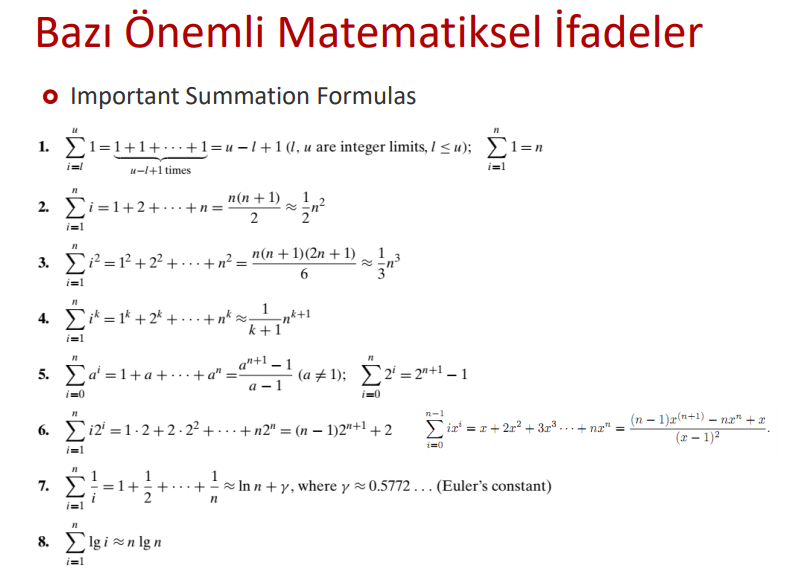 Bazı Önemli Matematiksel İfadeler
Important Summation Formulas
1. $\sum_{i=l}^{u} 1 = \underbrace{1+1+\cdots+1}_{u-l+1 \text{ times}} = u-l+1$ (l, u are integer limits, l ≤ u); $\sum_{i=1}^{n} 1 = n$
2. $\sum_{i=1}^{n} i = 1+2+\cdots+n = \frac{n(n+1)}{2} \approx \frac{1}{2}n^2$
3. $\sum_{i=1}^{n} i^2 = 1^2+2^2+\cdots+n^2 = \frac{n(n+1)(2n+1)}{6} \approx \frac{1}{3}n^3$
4. $\sum_{i=1}^{n} i^k = 1^k+2^k+\cdots+n^k \approx \frac{1}{k+1}n^{k+1}$
5. $\sum_{i=0}^{n} a^i = 1+a+\cdots+a^n = \frac{a^{n+1}-1}{a-1}$ (a ≠ 1); $\sum_{i=0}^{n} 2^i = 2^{n+1}-1$
6. $\sum_{i=1}^{n} i2^i = 1 \cdot 2+2 \cdot 2^2+\cdots+n2^n = (n-1)2^{n+1}+2$ $\sum_{i=0}^{n-1} ix^i = x+2x^2+3x^3 \cdots +nx^n = \frac{(n-1)x^{(n+1)}-nx^n+x}{(x-1)^2}.$
7. $\sum_{i=1}^{n} \frac{1}{i} = 1+\frac{1}{2}+\cdots+\frac{1}{n} \approx \ln n+\gamma$, where γ ≈ 0.5772 . . . (Euler's constant)
8. $\sum_{i=1}^{n} \lg i \approx n \lg n$